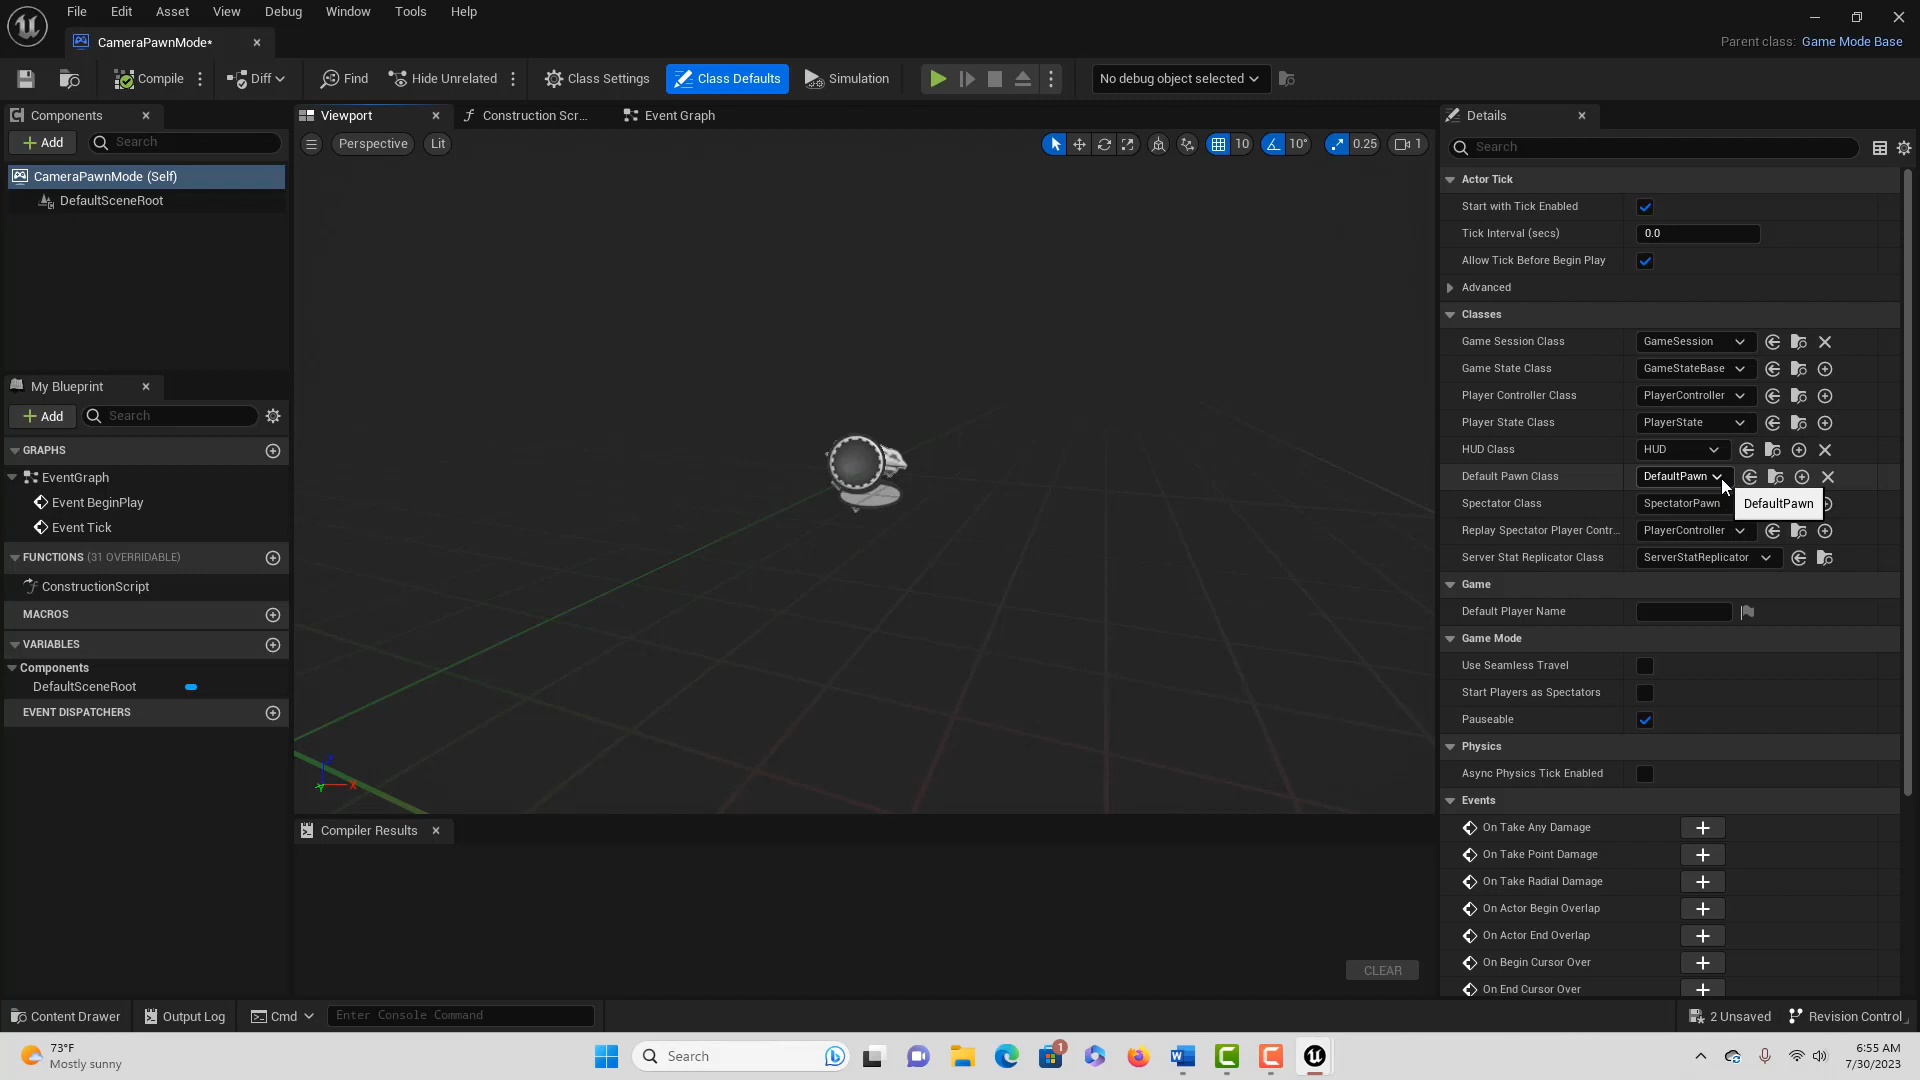 File Edit Asset View Debug Window Tools Help
CameraPawnMode*
Parent class: Game Mode Base
Compile Diff Find Hide Unrelated Class Settings Class Defaults Simulation No debug object selected
Components
Add Search
CameraPawnMode (Self)
DefaultSceneRoot
My Blueprint
Add Search
GRAPHS
EventGraph
Event BeginPlay
Event Tick
FUNCTIONS (31 OVERRIDABLE)
ConstructionScript
MACROS
VARIABLES
Components
DefaultSceneRoot
EVENT DISPATCHERS
Viewport Construction Scr... Event Graph
Perspective Lit 10 10° 0.25 1
Z
Y X
Compiler Results
CLEAR
Details
Search
Actor Tick
Start with Tick Enabled
Tick Interval (secs) 0.0
Allow Tick Before Begin Play
Advanced
Classes
Game Session Class GameSession
Game State Class GameStateBase
Player Controller Class PlayerController
Player State Class PlayerState
HUD Class HUD
Default Pawn Class DefaultPawn
Spectator Class SpectatorPawn DefaultPawn
Replay Spectator Player Contr... PlayerController
Server Stat Replicator Class ServerStatReplicator
Game
Default Player Name
Game Mode
Use Seamless Travel
Start Players as Spectators
Pauseable
Physics
Async Physics Tick Enabled
Events
On Take Any Damage
On Take Point Damage
On Take Radial Damage
On Actor Begin Overlap
On Actor End Overlap
On Begin Cursor Over
On End Cursor Over
Content Drawer Output Log Cmd Enter Console Command 2 Unsaved Revision Control
73°F
Mostly sunny
Search
1
6:55 AM
7/30/2023